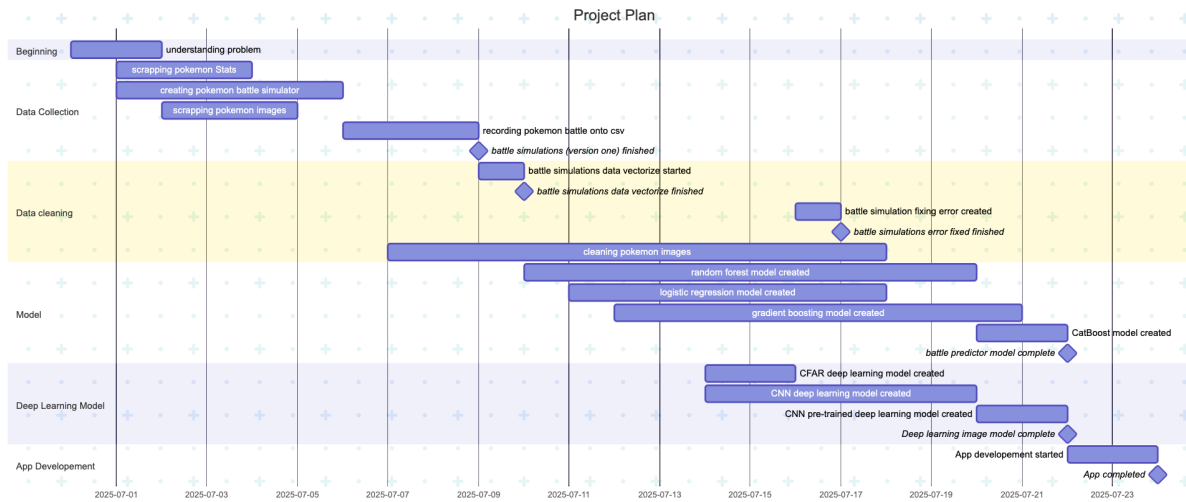 Project Plan
Beginning
understanding problem
scrapping pokemon Stats
creating pokemon battle simulator
Data Collection
scrapping pokemon images
recording pokemon battle onto csv
battle simulations (version one) finished
battle simulations data vectorize started
battle simulations data vectorize finished
Data cleaning
battle simulation fixing error created
battle simulations error fixed finished
cleaning pokemon images
random forest model created
logistic regression model created
Model
gradient boosting model created
CatBoost model created
battle predictor model complete
CFAR deep learning model created
CNN deep learning model created
Deep Learning Model
CNN pre-trained deep learning model created
Deep learning image model complete
App developement started
App Developement
App completed
2025-07-01 2025-07-03 2025-07-05 2025-07-07 2025-07-09 2025-07-11 2025-07-13 2025-07-15 2025-07-17 2025-07-19 2025-07-21 2025-07-23